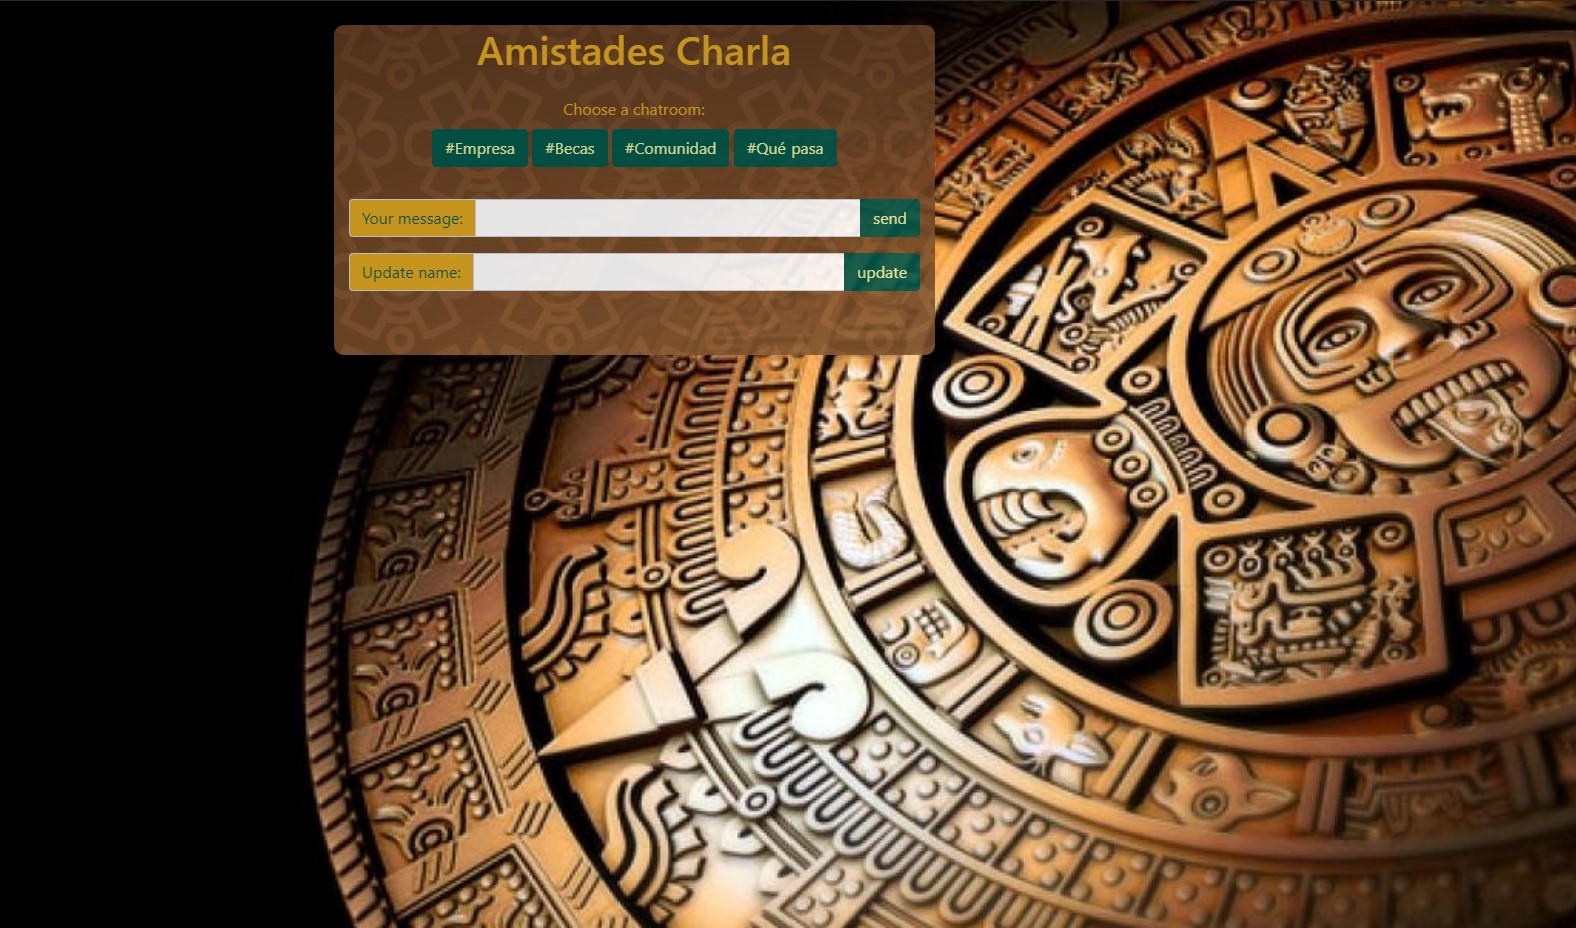 Amistades Charla
Choose a chatroom:
#Empresa #Becas #Comunidad #Qué pasa
Your message: send
Update name: update